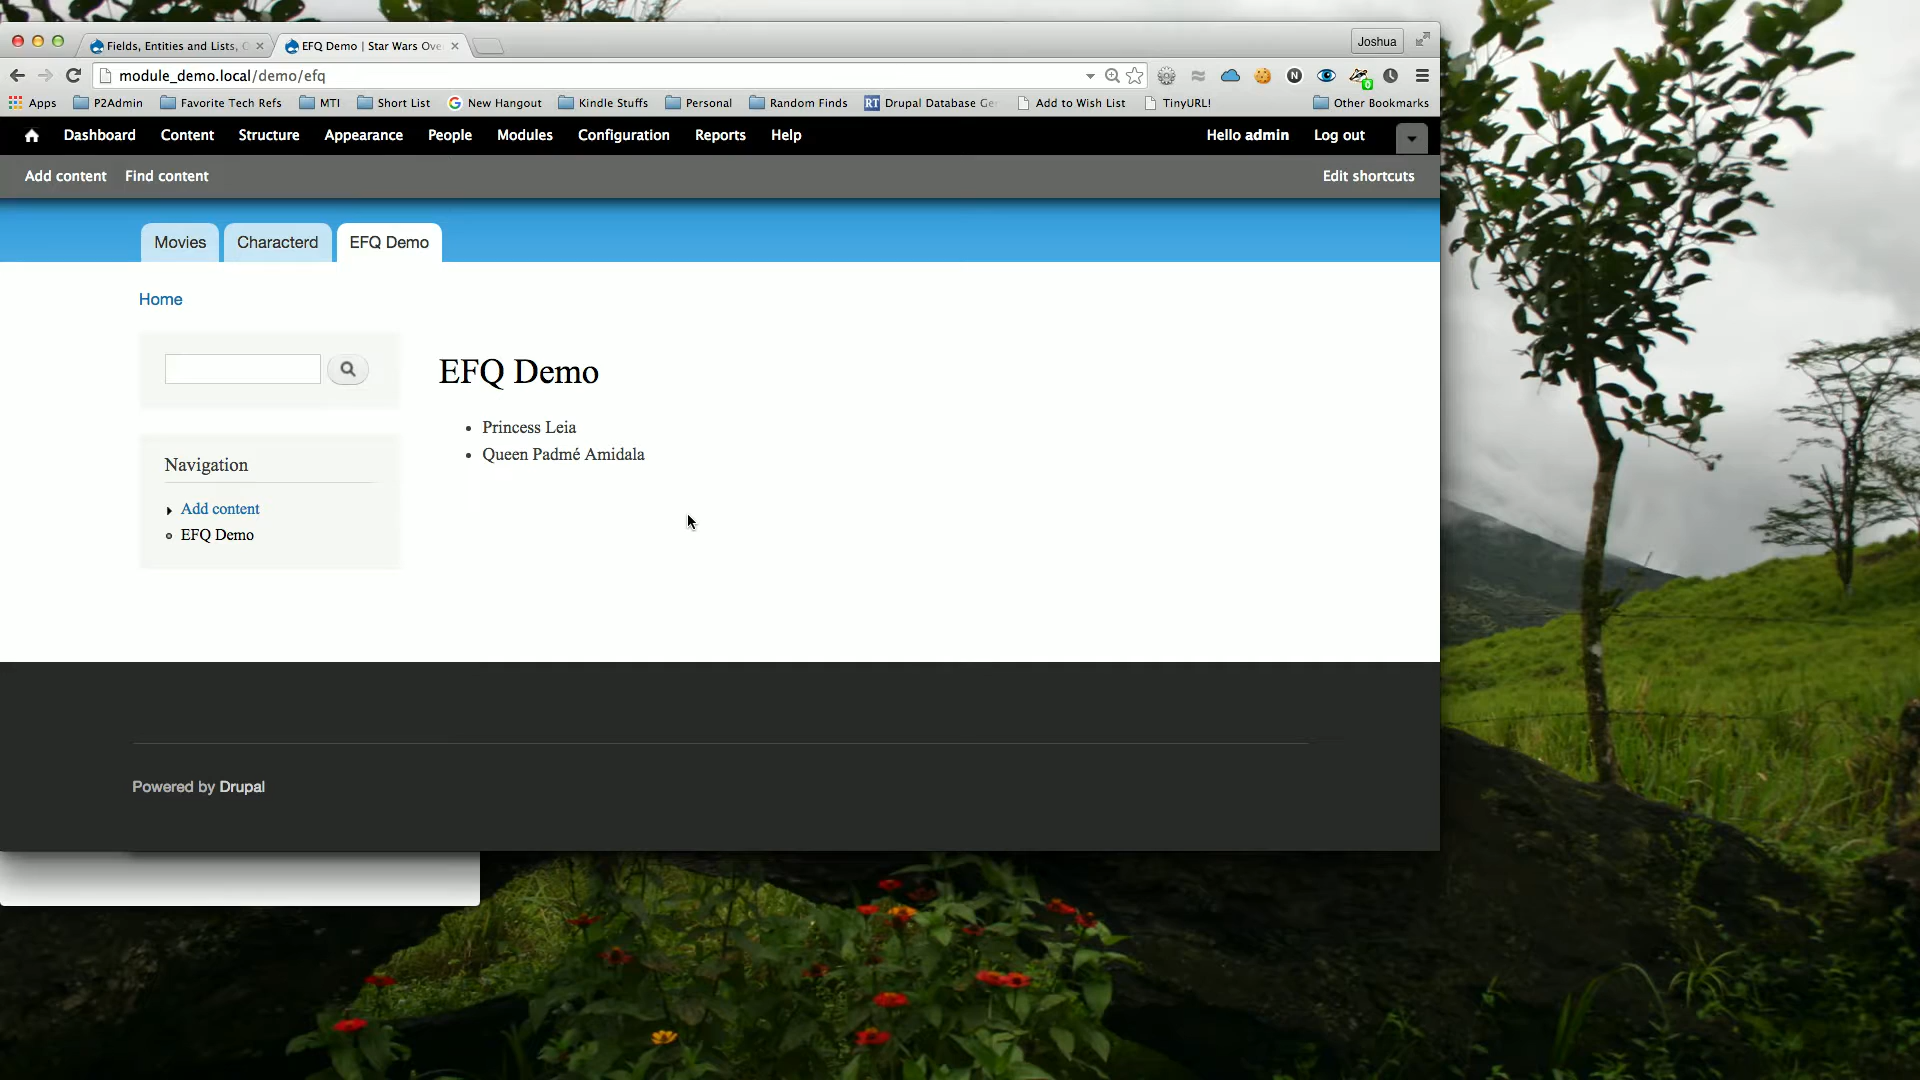 Fields, Entities and Lists,
EFQ Demo | Star Wars Ove
Joshua
module_demo.local/demo/efq
N
0
Apps
P2Admin
Favorite Tech Refs
MTI
Short List
G New Hangout
Kindle Stuffs
Personal
Random Finds
RT Drupal Database Ge
Add to Wish List
TinyURL!
Other Bookmarks
Dashboard
Content
Structure
Appearance
People
Modules
Configuration
Reports
Help
Hello admin
Log out
Add content
Find content
Edit shortcuts
Movies
Characterd
EFQ Demo
Home
EFQ Demo
Princess Leia
Queen Padmé Amidala
Navigation
Add content
EFQ Demo
Powered by Drupal